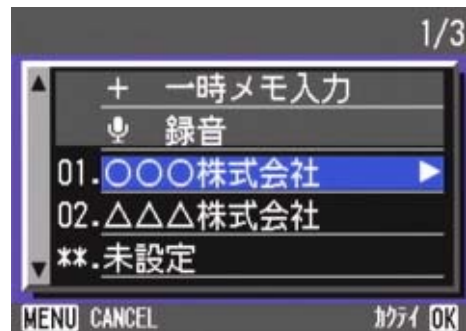 1/3
+ 一時メモ入力
録音
01.○○○株式会社
02.△△△株式会社
**.未設定
MENU CANCEL ｶｸﾃｲ OK